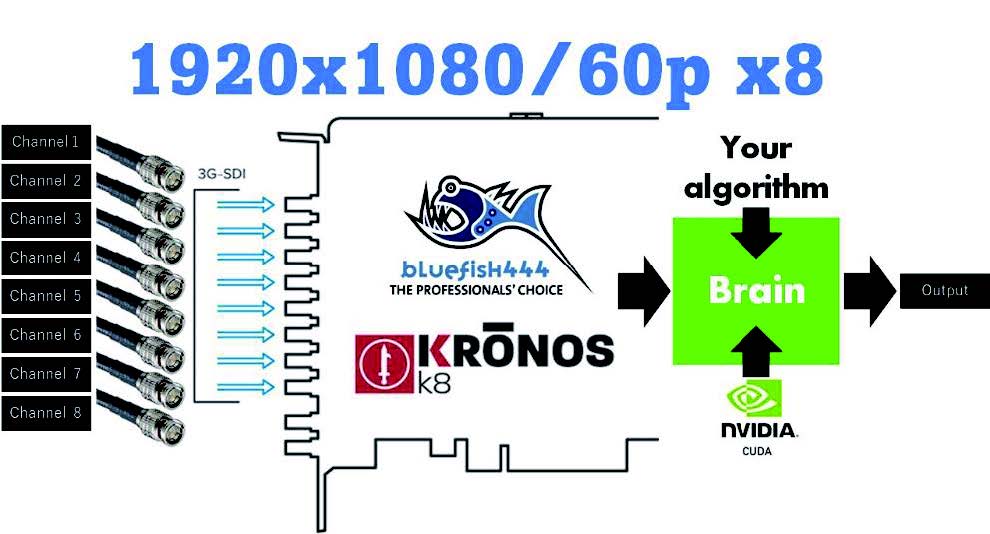 1920x1080/60p x8
Channel 1
Channel 2
Channel 3
Channel 4
Channel 5
Channel 6
Channel 7
Channel 8
3G-SDI
bluefish444
THE PROFESSIONALS' CHOICE
KRŌNOS
k8
Your
algorithm
Brain
NVIDIA.
CUDA
Output